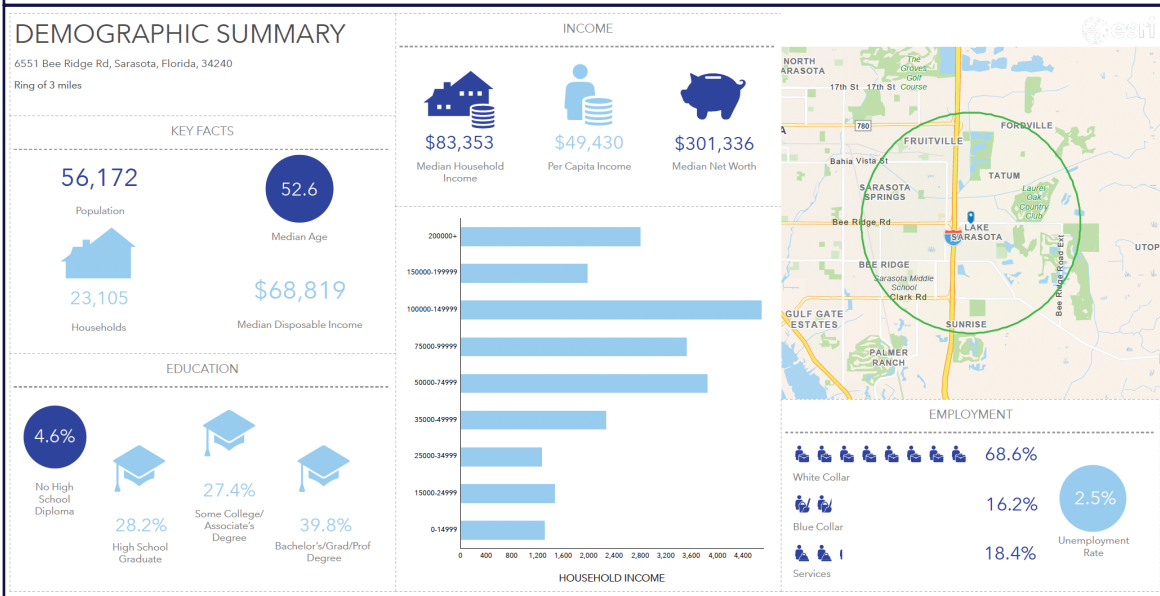 DEMOGRAPHIC SUMMARY
6551 Bee Ridge Rd, Sarasota, Florida, 34240
Ring of 3 miles
KEY FACTS
56,172
Population
52.6
Median Age
23,105
Households
$68,819
Median Disposable Income
EDUCATION
4.6%
No High
School
Diploma
28.2%
High School
Graduate
27.4%
Some College/
Associate's
Degree
39.8%
Bachelor's/Grad/Prof
Degree
INCOME
$83,353
Median Household
Income
$49,430
Per Capita Income
$301,336
Median Net Worth
200000+
150000-199999
100000-149999
75000-99999
50000-74999
35000-49999
25000-34999
15000-24999
0-14999
0 400 800 1,200 1,600 2,000 2,400 2,800 3,200 3,600 4,000 4,400
HOUSEHOLD INCOME
esri
NORTH
ARASOTA
The
Groves
Golf
Course
17th St 17th St
780
A
FORDVILLE
FRUITVILLE
Bahia Vista St
TATUM
SARASOTA
SPRINGS
Laurel
Oak
Country
Club
Bee Ridge Rd
LAKE
SARASOTA
UTOP
BEE RIDGE
Bee Ridge Road Ext
Sarasota Middle
School
Clark Rd
GULF GATE
ESTATES
SUNRISE
PALMER
RANCH
EMPLOYMENT
68.6%
White Collar
16.2%
Blue Collar
18.4%
Services
2.5%
Unemployment
Rate